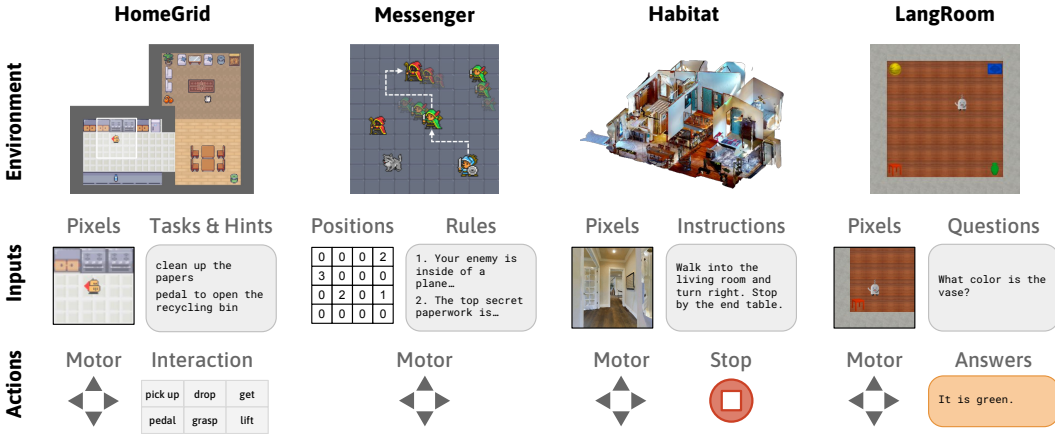 HomeGrid
Messenger
Habitat
LangRoom
Environment
Inputs
Actions
Pixels
Tasks & Hints
Positions
Rules
Pixels
Instructions
Pixels
Questions
clean up the
papers
pedal to open the
recycling bin
0 0 0 2
3 0 0 0
0 2 0 1
0 0 0 0
1. Your enemy is
inside of a
plane…
2. The top secret
paperwork is…
Walk into the
living room and
turn right. Stop
by the end table.
What color is the
vase?
Motor
Interaction
Motor
Motor
Stop
Motor
Answers
pick up drop get
pedal grasp lift
It is green.